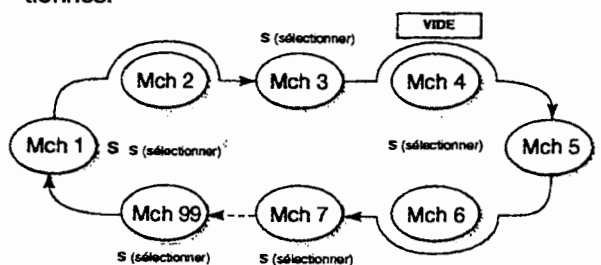 tionnés.
VIDE
S (sélectionner)
Mch 2
Mch 3
Mch 4
Mch 1
S S (sélectionner)
S (sélectionner)
Mch 5
Mch 99
Mch 7
Mch 6
S (sélectionner)
S (sélectionner)